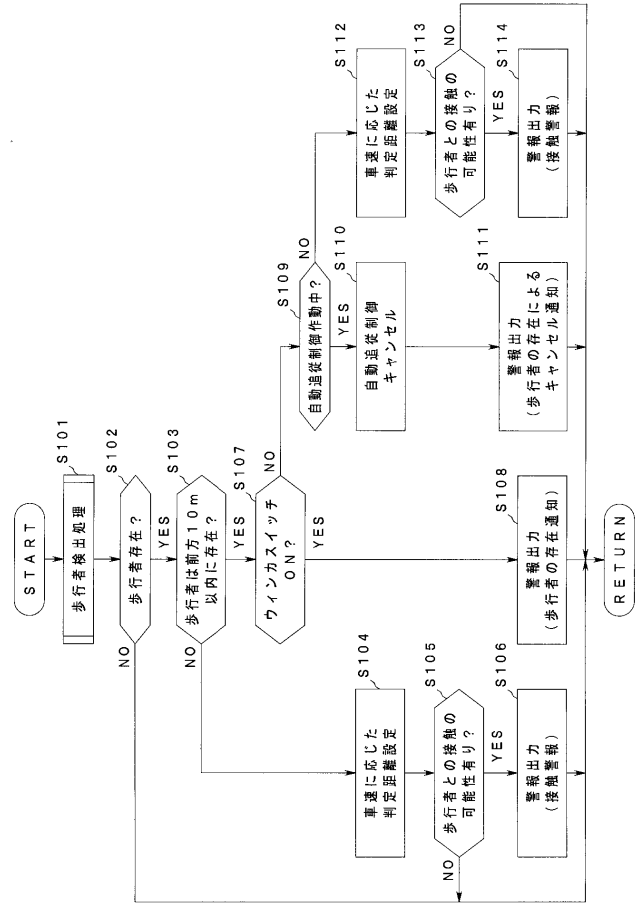 START
S101
歩行者検出処理
S102
歩行者存在?
NO
YES
S103
歩行者は前方10m
以内に存在?
NO
YES
S107
ウィンカスイッチ
ON?
NO
YES
S109
自動追従制御作動中?
NO
YES
S104
車速に応じた
判定距離設定
S110
自動追従制御
キャンセル
S112
車速に応じた
判定距離設定
S105
歩行者との接触の
可能性有り?
NO
YES
S113
歩行者との接触の
可能性有り?
NO
YES
S106
警報出力
(接触警報)
S108
警報出力
(歩行者の存在通知)
S111
警報出力
(歩行者の存在による
キャンセル通知)
S114
警報出力
(接触警報)
RETURN